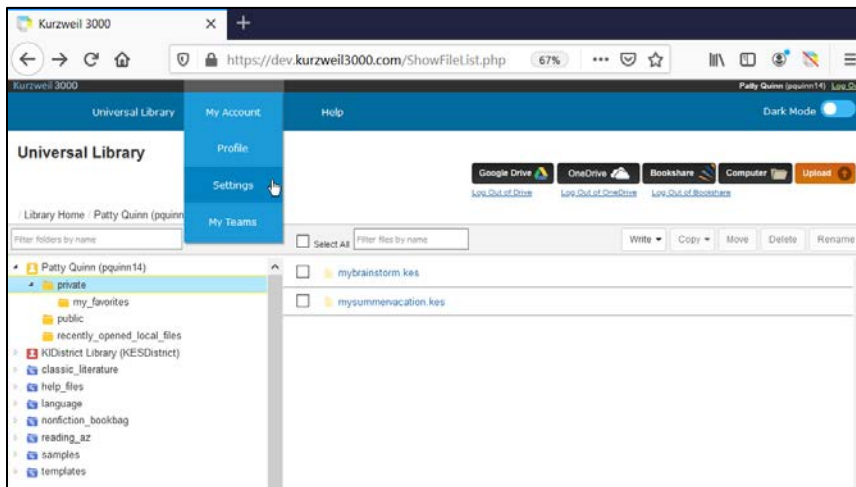 Kurzweil 3000
https://dev.kurzweil3000.com/ShowFileList.php 67%
Kurzweil 3000 Patty Quinn (pquinn14) Log Ou
Universal Library My Account Help Dark Mode
Profile
Universal Library
Settings
Google Drive OneDrive Bookshare Computer Upload
Log Out of Drive Log Out of OneDrive Log Out of Bookshare
My Teams
/ Library Home / Patty Quinn (pquinn
Filter folders by name Select All Filter files by name Write Copy Move Delete Rename
Patty Quinn (pquinn14)
private
my_favorites
public
recently_opened_local_files
KIDistrict Library (KESDistrict)
classic_literature
help_files
language
nonfiction_bookbag
reading_az
samples
templates
mybrainstorm.kes
mysummervacation.kes